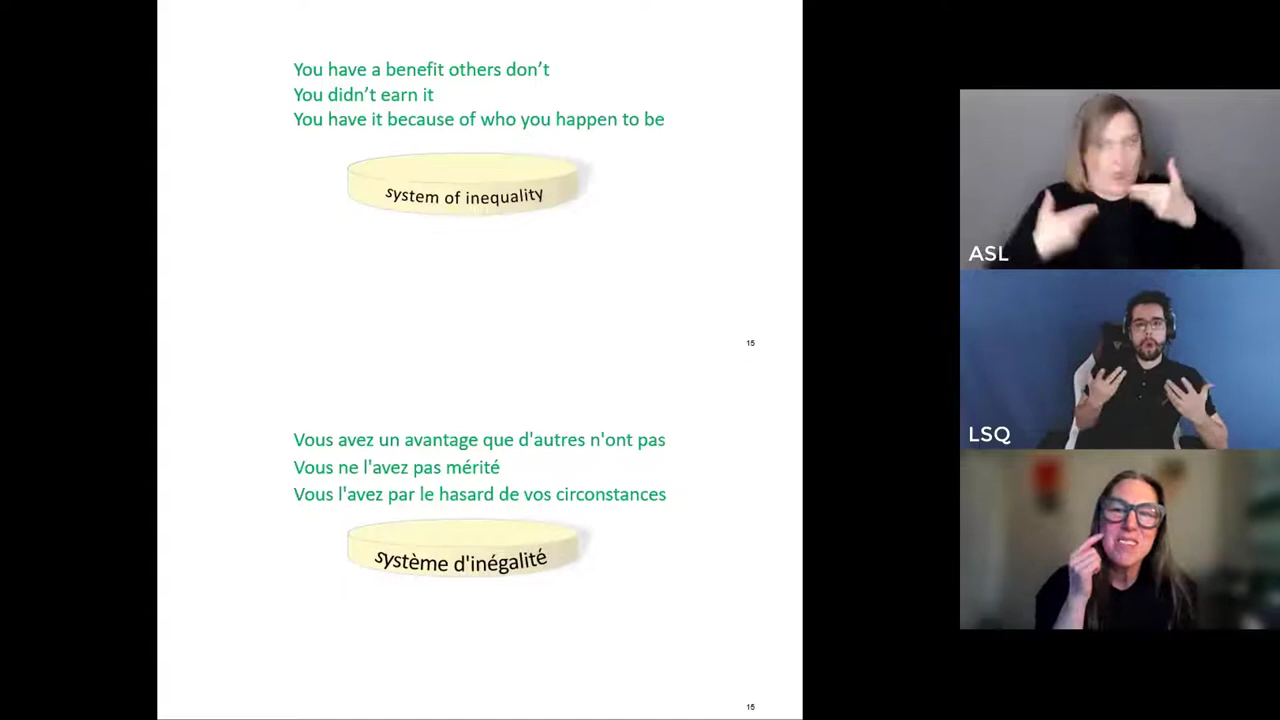 You have a benefit others don’t
You didn’t earn it
You have it because of who you happen to be
system of inequality
15
Vous avez un avantage que d'autres n'ont pas
Vous ne l'avez pas mérité
Vous l'avez par le hasard de vos circonstances
système d'inégalité
15
ASL
LSQ